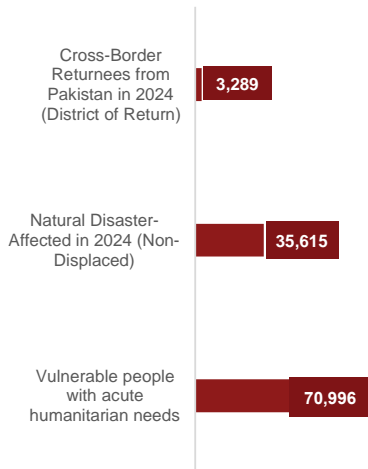 Cross-Border
Returnees from
Pakistan in 2024
(District of Return)
3,289
Natural Disaster-
Affected in 2024 (Non-
Displaced)
35,615
Vulnerable people
with acute
humanitarian needs
70,996